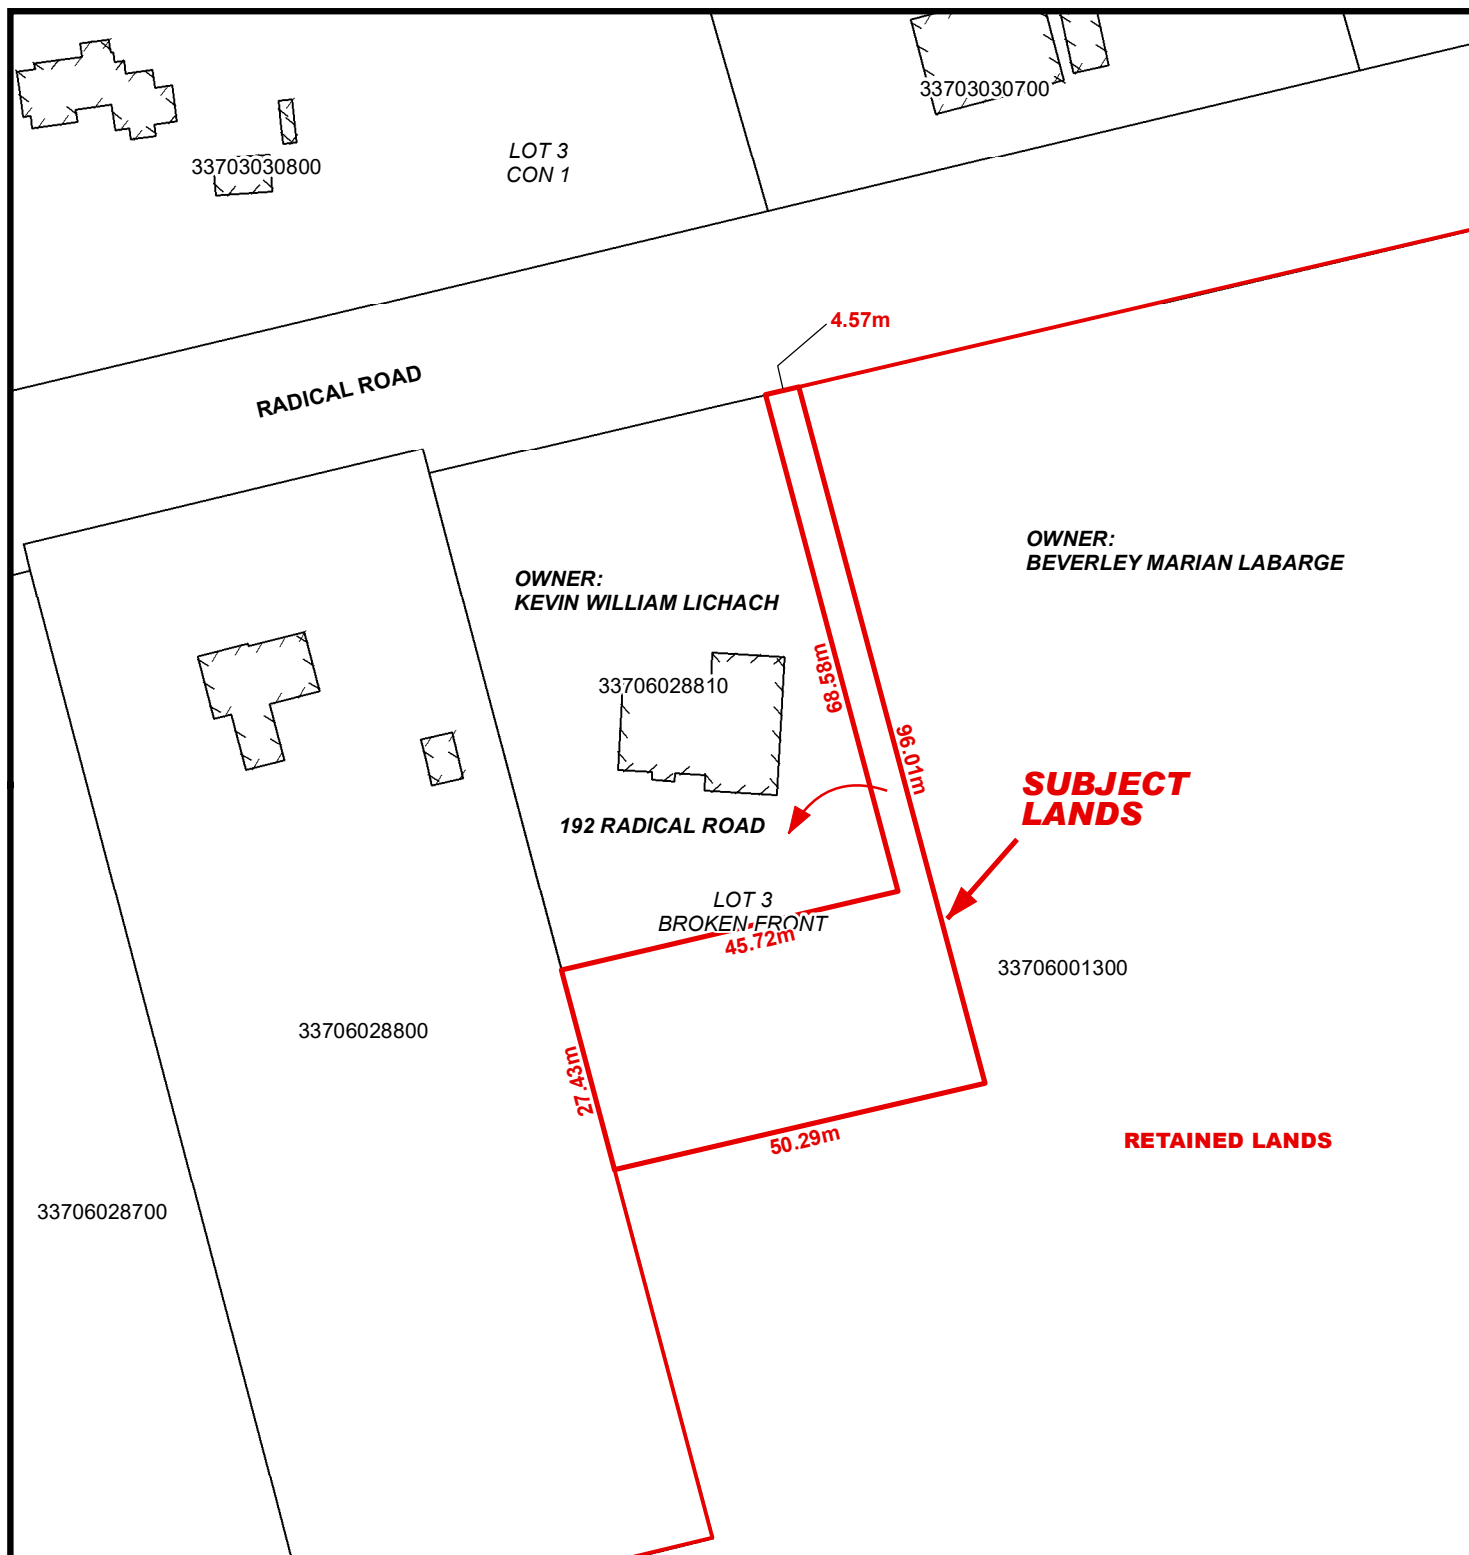 33703030700
LOT 3
CON 1
33703030800
4.57m
RADICAL ROAD
OWNER:
BEVERLEY MARIAN LABARGE
OWNER:
KEVIN WILLIAM LICHACH
68.58m
33706028810
96.01m
SUBJECT
LANDS
192 RADICAL ROAD
LOT 3
BROKEN FRONT
45.72m
33706001300
33706028800
27.43m
50.29m
RETAINED LANDS
33706028700